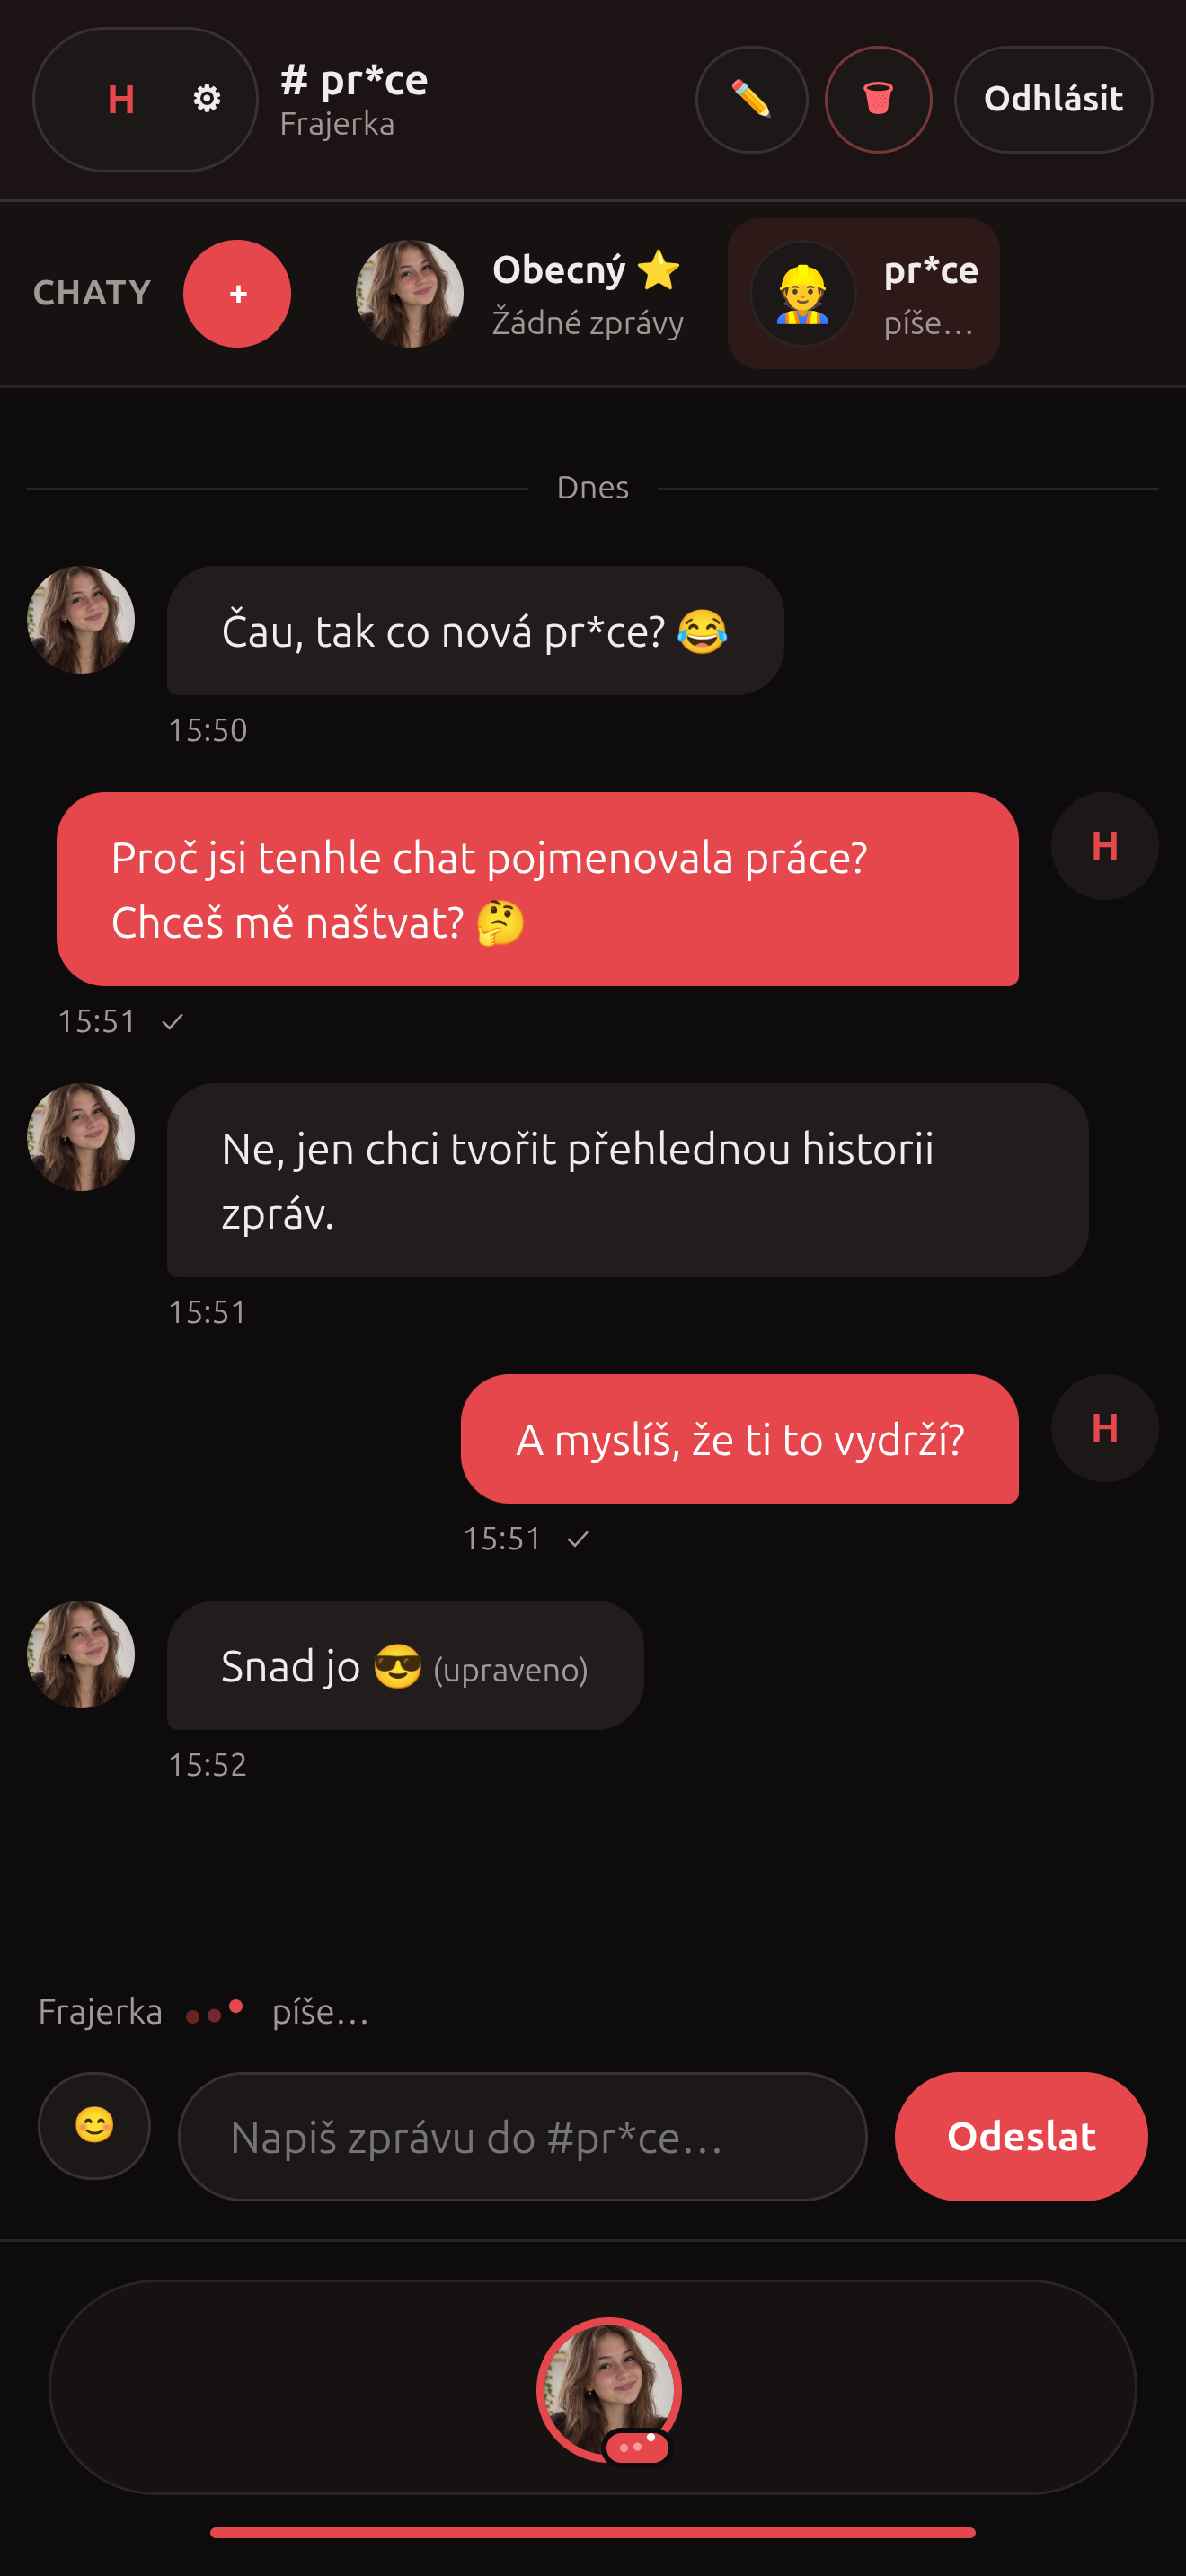 H ⚙
# pr*ce
Frajerka
✏️
🗑
Odhlásit
CHATY
+
Obecný ⭐
Žádné zprávy
pr*ce
píše…
Dnes
Čau, tak co nová pr*ce? 😂
15:50
Proč jsi tenhle chat pojmenovala práce?
Chceš mě naštvat? 🤔
H
15:51 ✓
Ne, jen chci tvořit přehlednou historii
zpráv.
15:51
A myslíš, že ti to vydrží?
H
15:51 ✓
Snad jo 😎 (upraveno)
15:52
Frajerka píše…
😊
Napiš zprávu do #pr*ce…
Odeslat